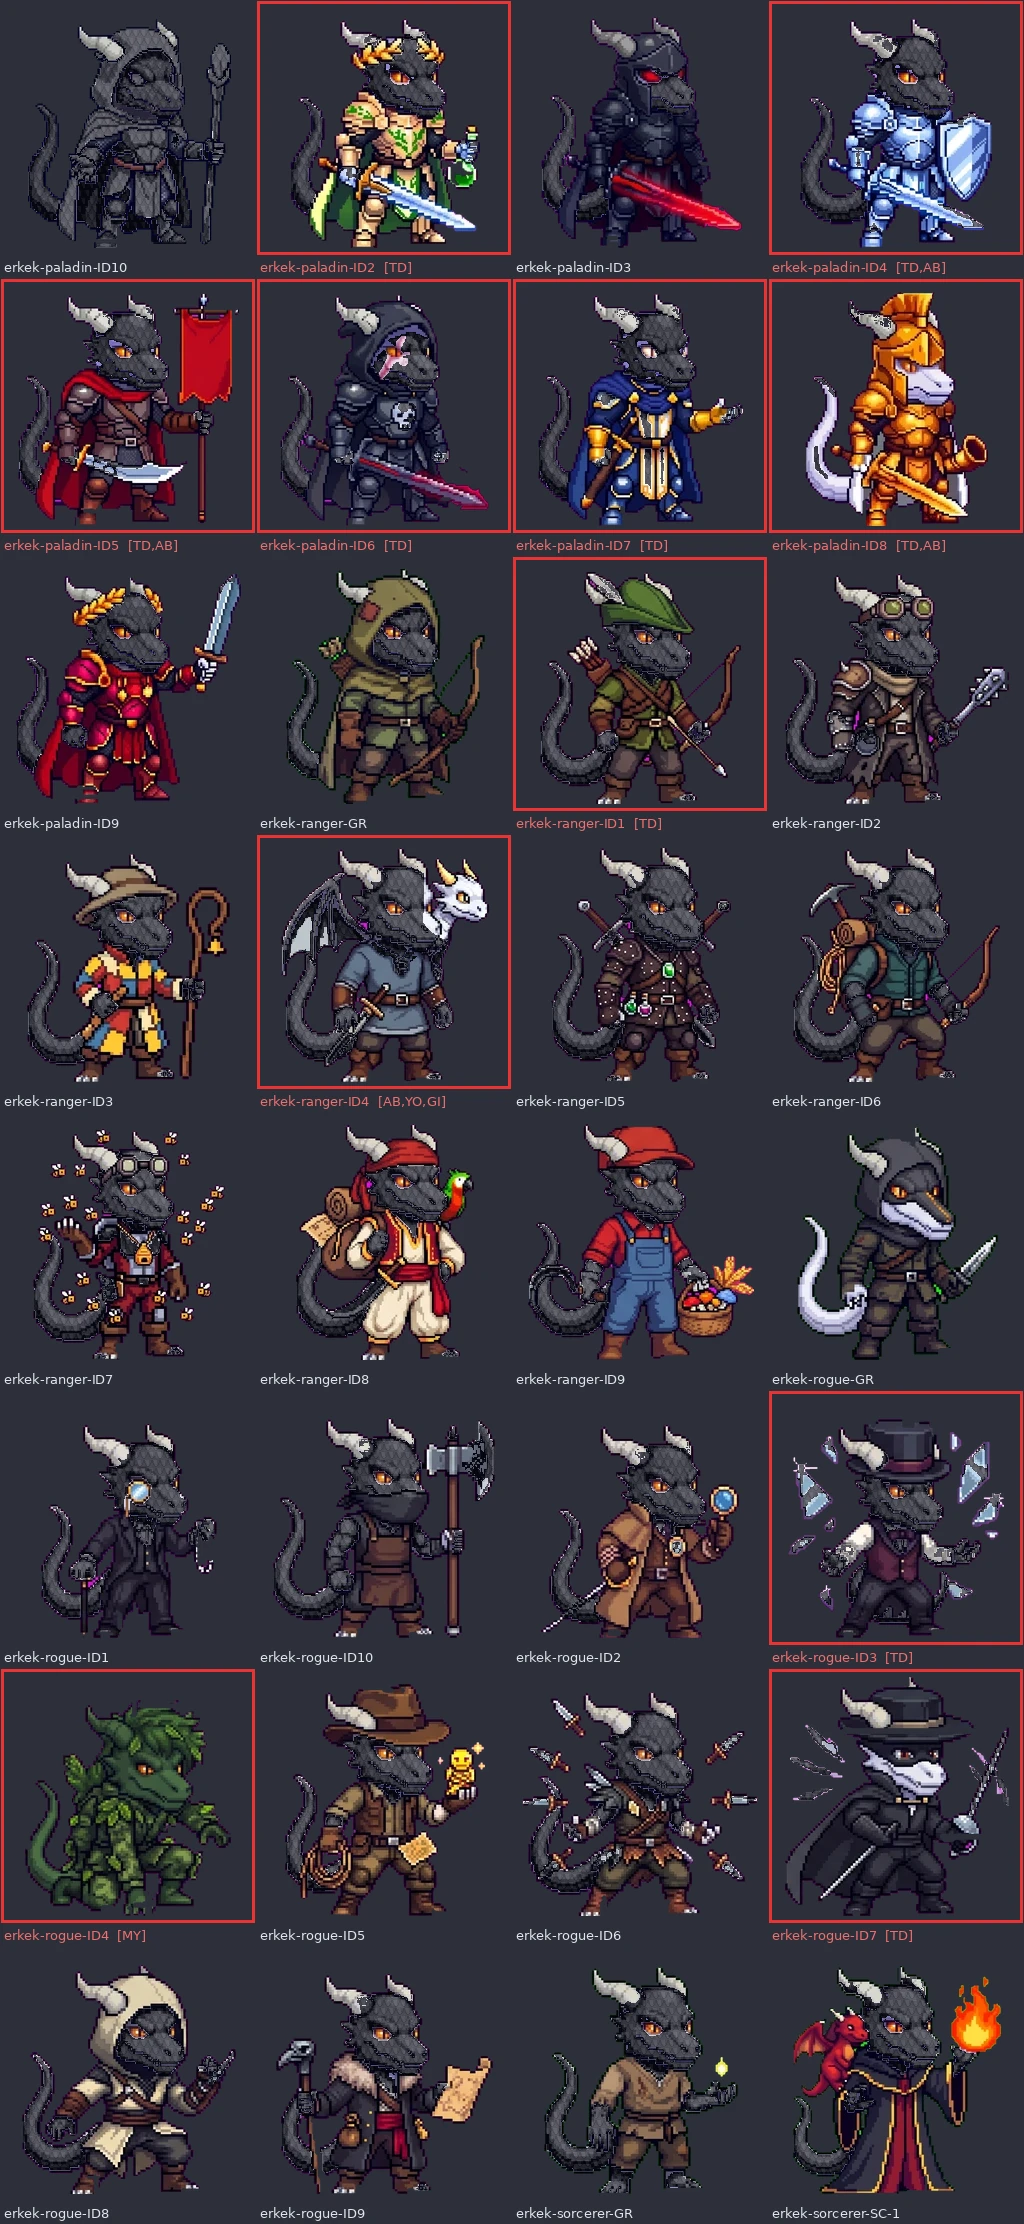 erkek-paladin-ID10
erkek-paladin-ID2 [TD]
erkek-paladin-ID3
erkek-paladin-ID4 [TD,AB]
erkek-paladin-ID5 [TD,AB]
erkek-paladin-ID6 [TD]
erkek-paladin-ID7 [TD]
erkek-paladin-ID8 [TD,AB]
erkek-paladin-ID9
erkek-ranger-GR
erkek-ranger-ID1 [TD]
erkek-ranger-ID2
erkek-ranger-ID3
erkek-ranger-ID4 [AB,YO,GI]
erkek-ranger-ID5
erkek-ranger-ID6
erkek-ranger-ID7
erkek-ranger-ID8
erkek-ranger-ID9
erkek-rogue-GR
erkek-rogue-ID1
erkek-rogue-ID10
erkek-rogue-ID2
erkek-rogue-ID3 [TD]
erkek-rogue-ID4 [MY]
erkek-rogue-ID5
erkek-rogue-ID6
erkek-rogue-ID7 [TD]
erkek-rogue-ID8
erkek-rogue-ID9
erkek-sorcerer-GR
erkek-sorcerer-SC-1